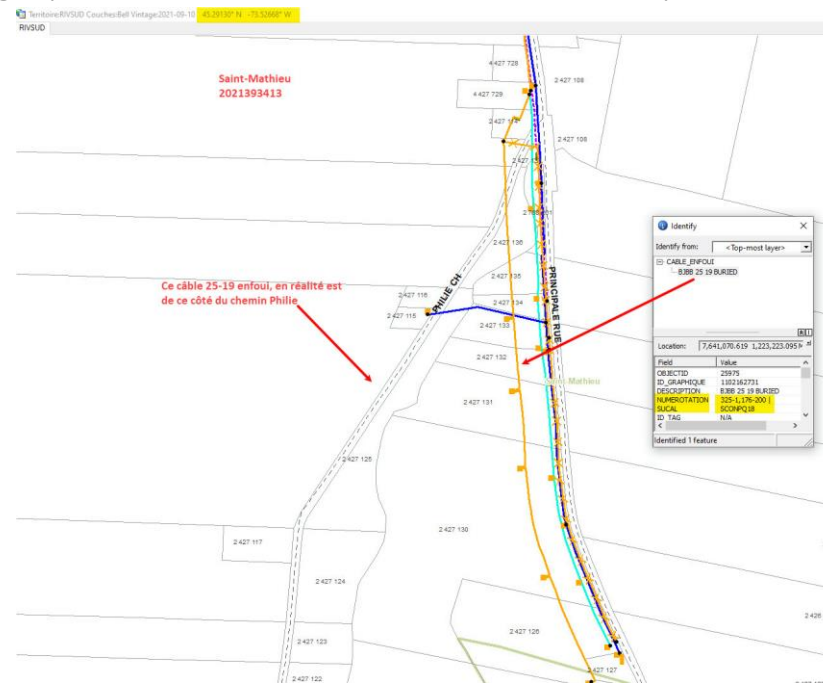 Territoire:RIVSUD Couches:Bell Vintage:2021-09-10 45.29130° N -73.52668° W
RIVSUD
Saint-Mathieu
2021393413
4 427 728
2 427 108
4 427 729
2 427 108
2 427 136
2 427 135
2 427 116
2 427 134
2 427 115
2 427 133
2 427 132
PHILIE CH
PRINCIPALE RUE
2 427 131
2 427 125
2 427 130
2 427 117
2 427 124
2 427 126
2 427 123
2 427 127
2 427 122
Ce câble 25-19 enfoui, en réalité est
de ce côté du chemin Philie
Identify
Identify from: <Top-most layer>
CABLE_ENFOUI
BJBB 25 19 BURIED
Location: 7,641,070.619 1,223,223.095
Field Value
OBJECTID 25975
ID_GRAPHIQUE 1102162731
DESCRIPTION BJBB 25 19 BURIED
NUMEROTATION 325-1,176-200 |
SUCAL SCONPQ18
ID_TAG N/A
Identified 1 feature